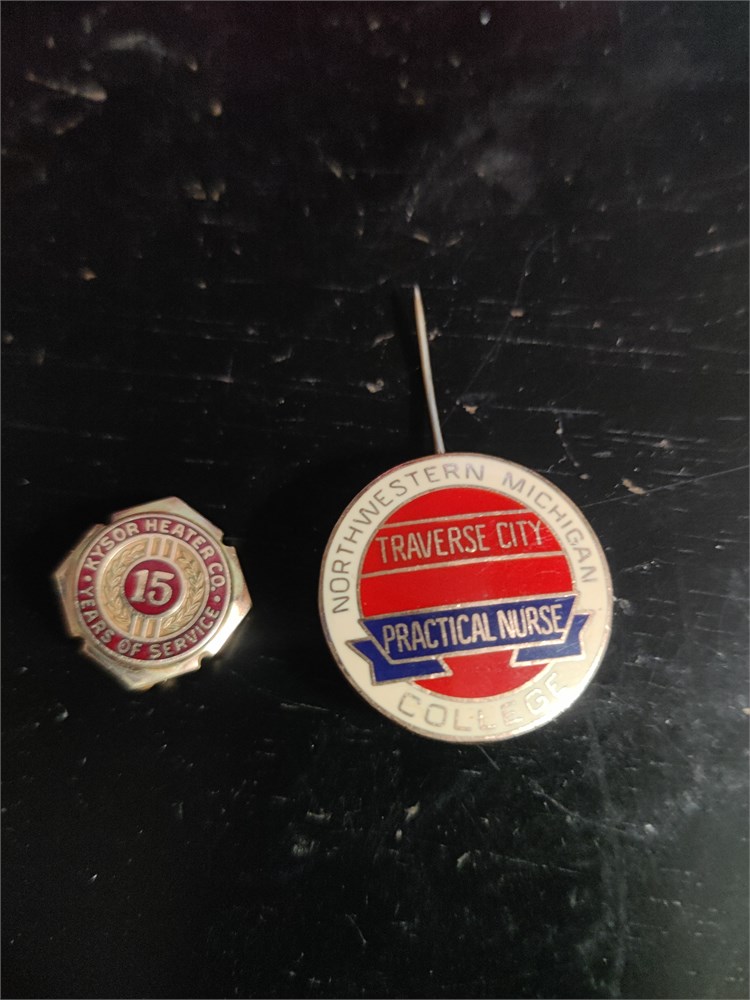 KYSOR HEATER CO.
15
• YEARS OF SERVICE •
NORTHWESTERN MICHIGAN
TRAVERSE CITY
PRACTICAL NURSE
COLLEGE